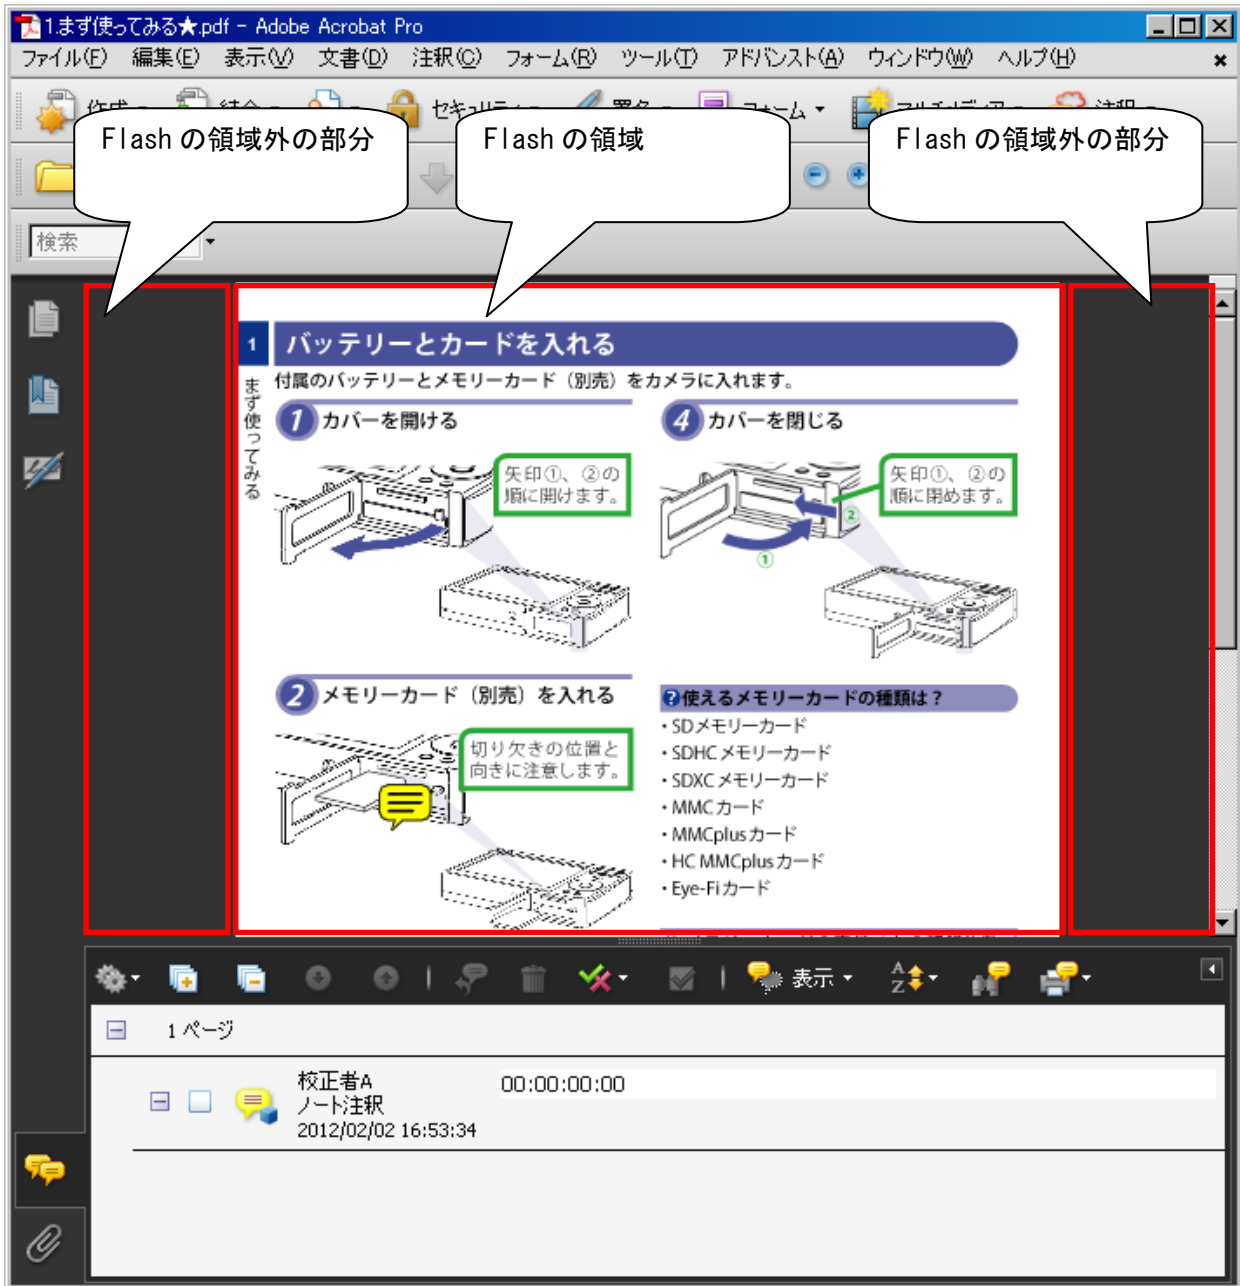 1.まず使ってみる★.pdf - Adobe Acrobat Pro
ファイル(F) 編集(E) 表示(V) 文書(D) 注釈(C) フォーム(R) ツール(T) アドバンスト(A) ウィンドウ(W) ヘルプ(H)
Flash の領域外の部分
Flash の領域
Flash の領域外の部分
検索
1
まず使ってみる
バッテリーとカードを入れる
付属のバッテリーとメモリーカード（別売）をカメラに入れます。
1 カバーを開ける
矢印①、②の
順に開けます。
2 メモリーカード（別売）を入れる
切り欠きの位置と
向きに注意します。
4 カバーを閉じる
矢印①、②の
順に閉めます。
②
①
?使えるメモリーカードの種類は？
・SDメモリーカード
・SDHCメモリーカード
・SDXCメモリーカード
・MMCカード
・MMCplusカード
・HC MMCplusカード
・Eye-Fiカード
表示
A
Z
1 ページ
校正者A
00:00:00:00
ノート注釈
2012/02/02 16:53:34